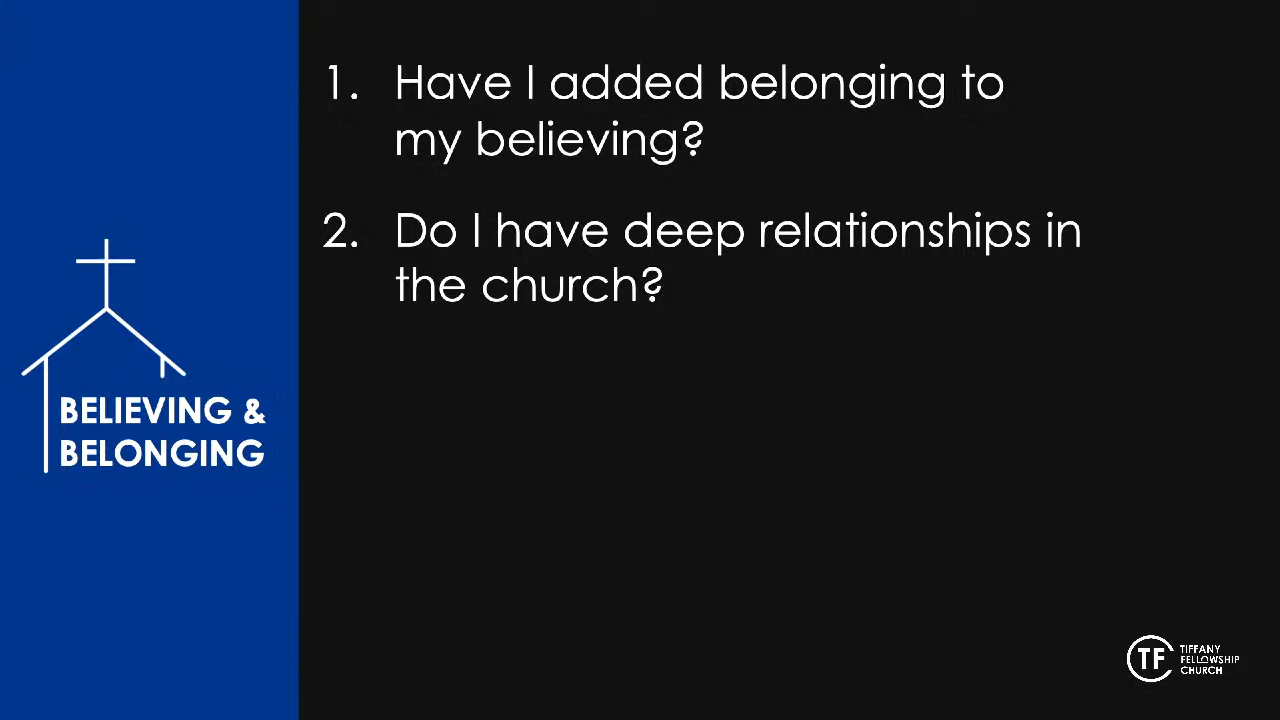 1. Have I added belonging to
my believing?
2. Do I have deep relationships in
the church?
BELIEVING &
BELONGING
TF
TIFFANY
FELLOWSHIP
CHURCH